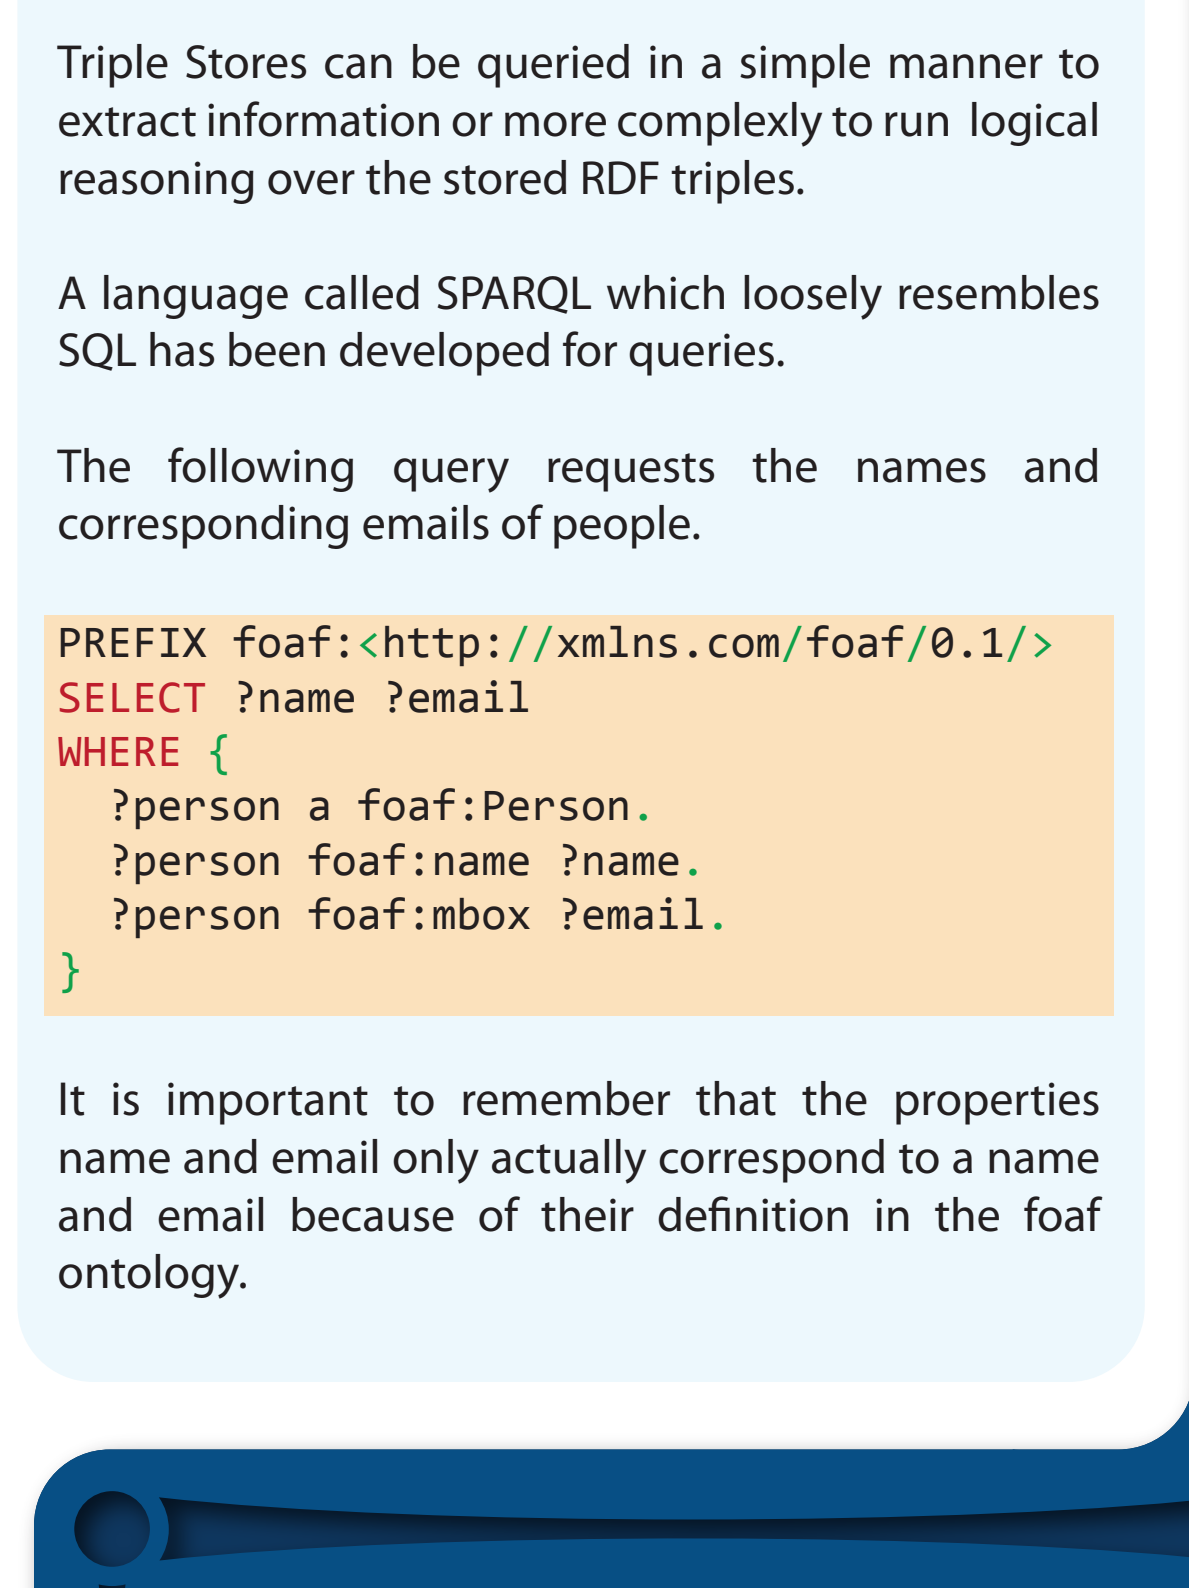 Triple Stores can be queried in a simple manner to
extract information or more complexly to run logical
reasoning over the stored RDF triples.
A language called SPARQL which loosely resembles
SQL has been developed for queries.
The following query requests the names and
corresponding emails of people.
PREFIX foaf:<http://xmlns.com/foaf/0.1/>
SELECT ?name ?email
WHERE {
?person a foaf:Person.
?person foaf:name ?name.
?person foaf:mbox ?email.
}
It is important to remember that the properties
name and email only actually correspond to a name
and email because of their definition in the foaf
ontology.